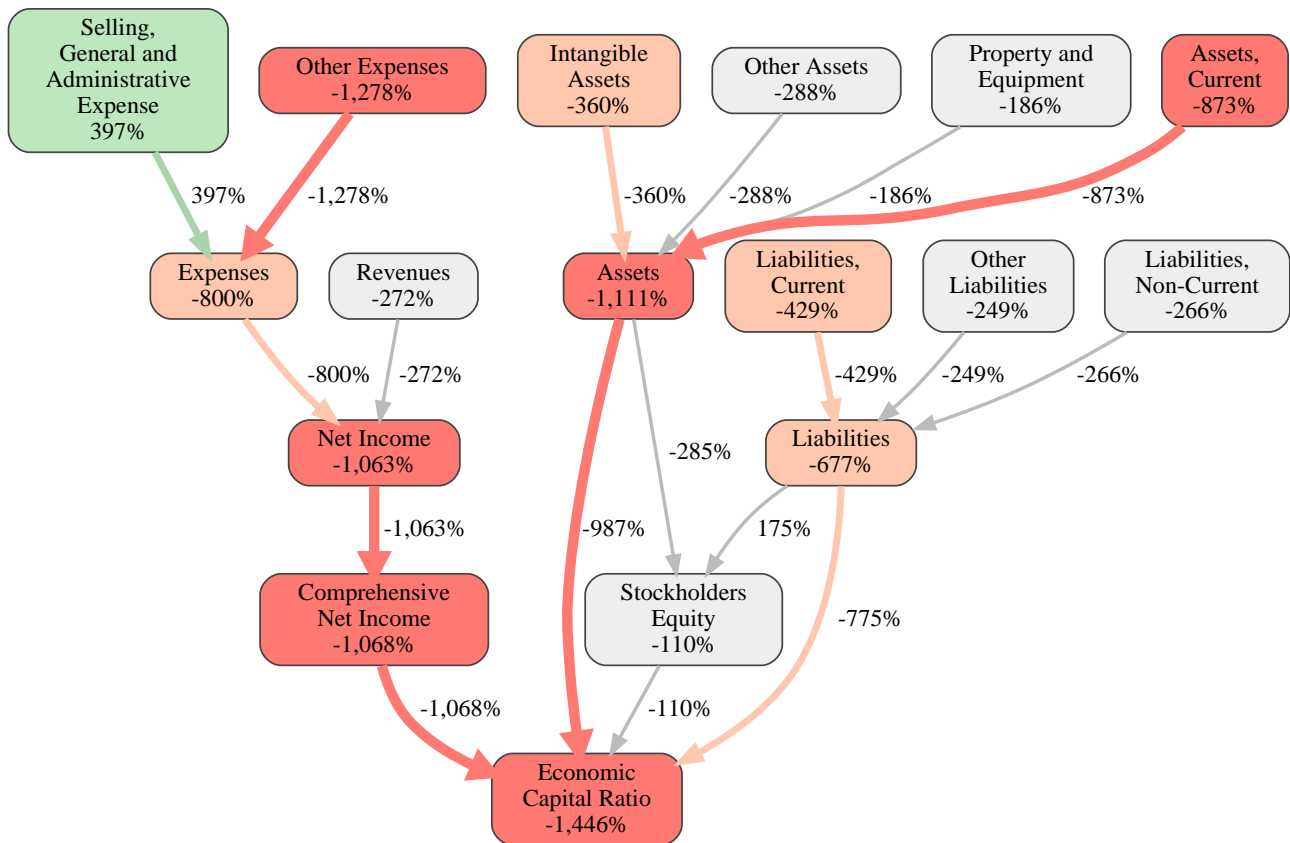 Selling,
General and
Administrative
Expense
397%
Other Expenses
-1,278%
Intangible
Assets
-360%
Other Assets
-288%
Property and
Equipment
-186%
Assets,
Current
-873%
397%
-1,278%
-360%
-288%
-186%
-873%
Expenses
-800%
Revenues
-272%
Assets
-1,111%
Liabilities,
Current
-429%
Other
Liabilities
-249%
Liabilities,
Non-Current
-266%
-800%
-272%
-429%
-249%
-266%
Net Income
-1,063%
-285%
Liabilities
-677%
-1,063%
-987%
175%
Comprehensive
Net Income
-1,068%
Stockholders
Equity
-110%
-775%
-1,068%
-110%
Economic
Capital Ratio
-1,446%